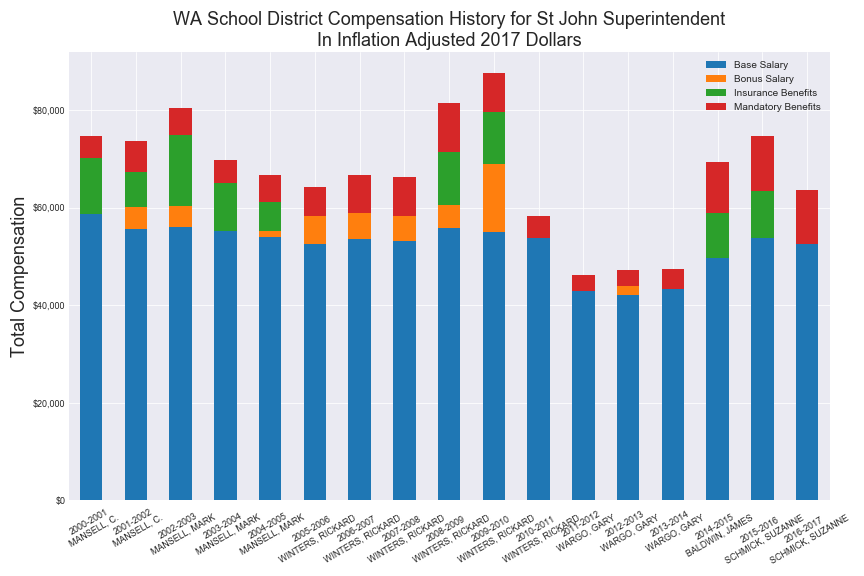 WA School District Compensation History for St John Superintendent
In Inflation Adjusted 2017 Dollars
Base Salary
Bonus Salary
Insurance Benefits
Mandatory Benefits
Total Compensation
$80,000
$60,000
$40,000
$20,000
$0
2000-2001
MANSELL, C.
2001-2002
MANSELL, C.
2002-2003
MANSELL, MARK
2003-2004
MANSELL, MARK
2004-2005
MANSELL, MARK
2005-2006
WINTERS, RICKARD
2006-2007
WINTERS, RICKARD
2007-2008
WINTERS, RICKARD
2008-2009
WINTERS, RICKARD
2009-2010
WINTERS, RICKARD
2010-2011
WINTERS, RICKARD
2011-2012
WARGO, GARY
2012-2013
WARGO, GARY
2013-2014
WARGO, GARY
2014-2015
BALDWIN, JAMES
2015-2016
SCHMICK, SUZANNE
2016-2017
SCHMICK, SUZANNE